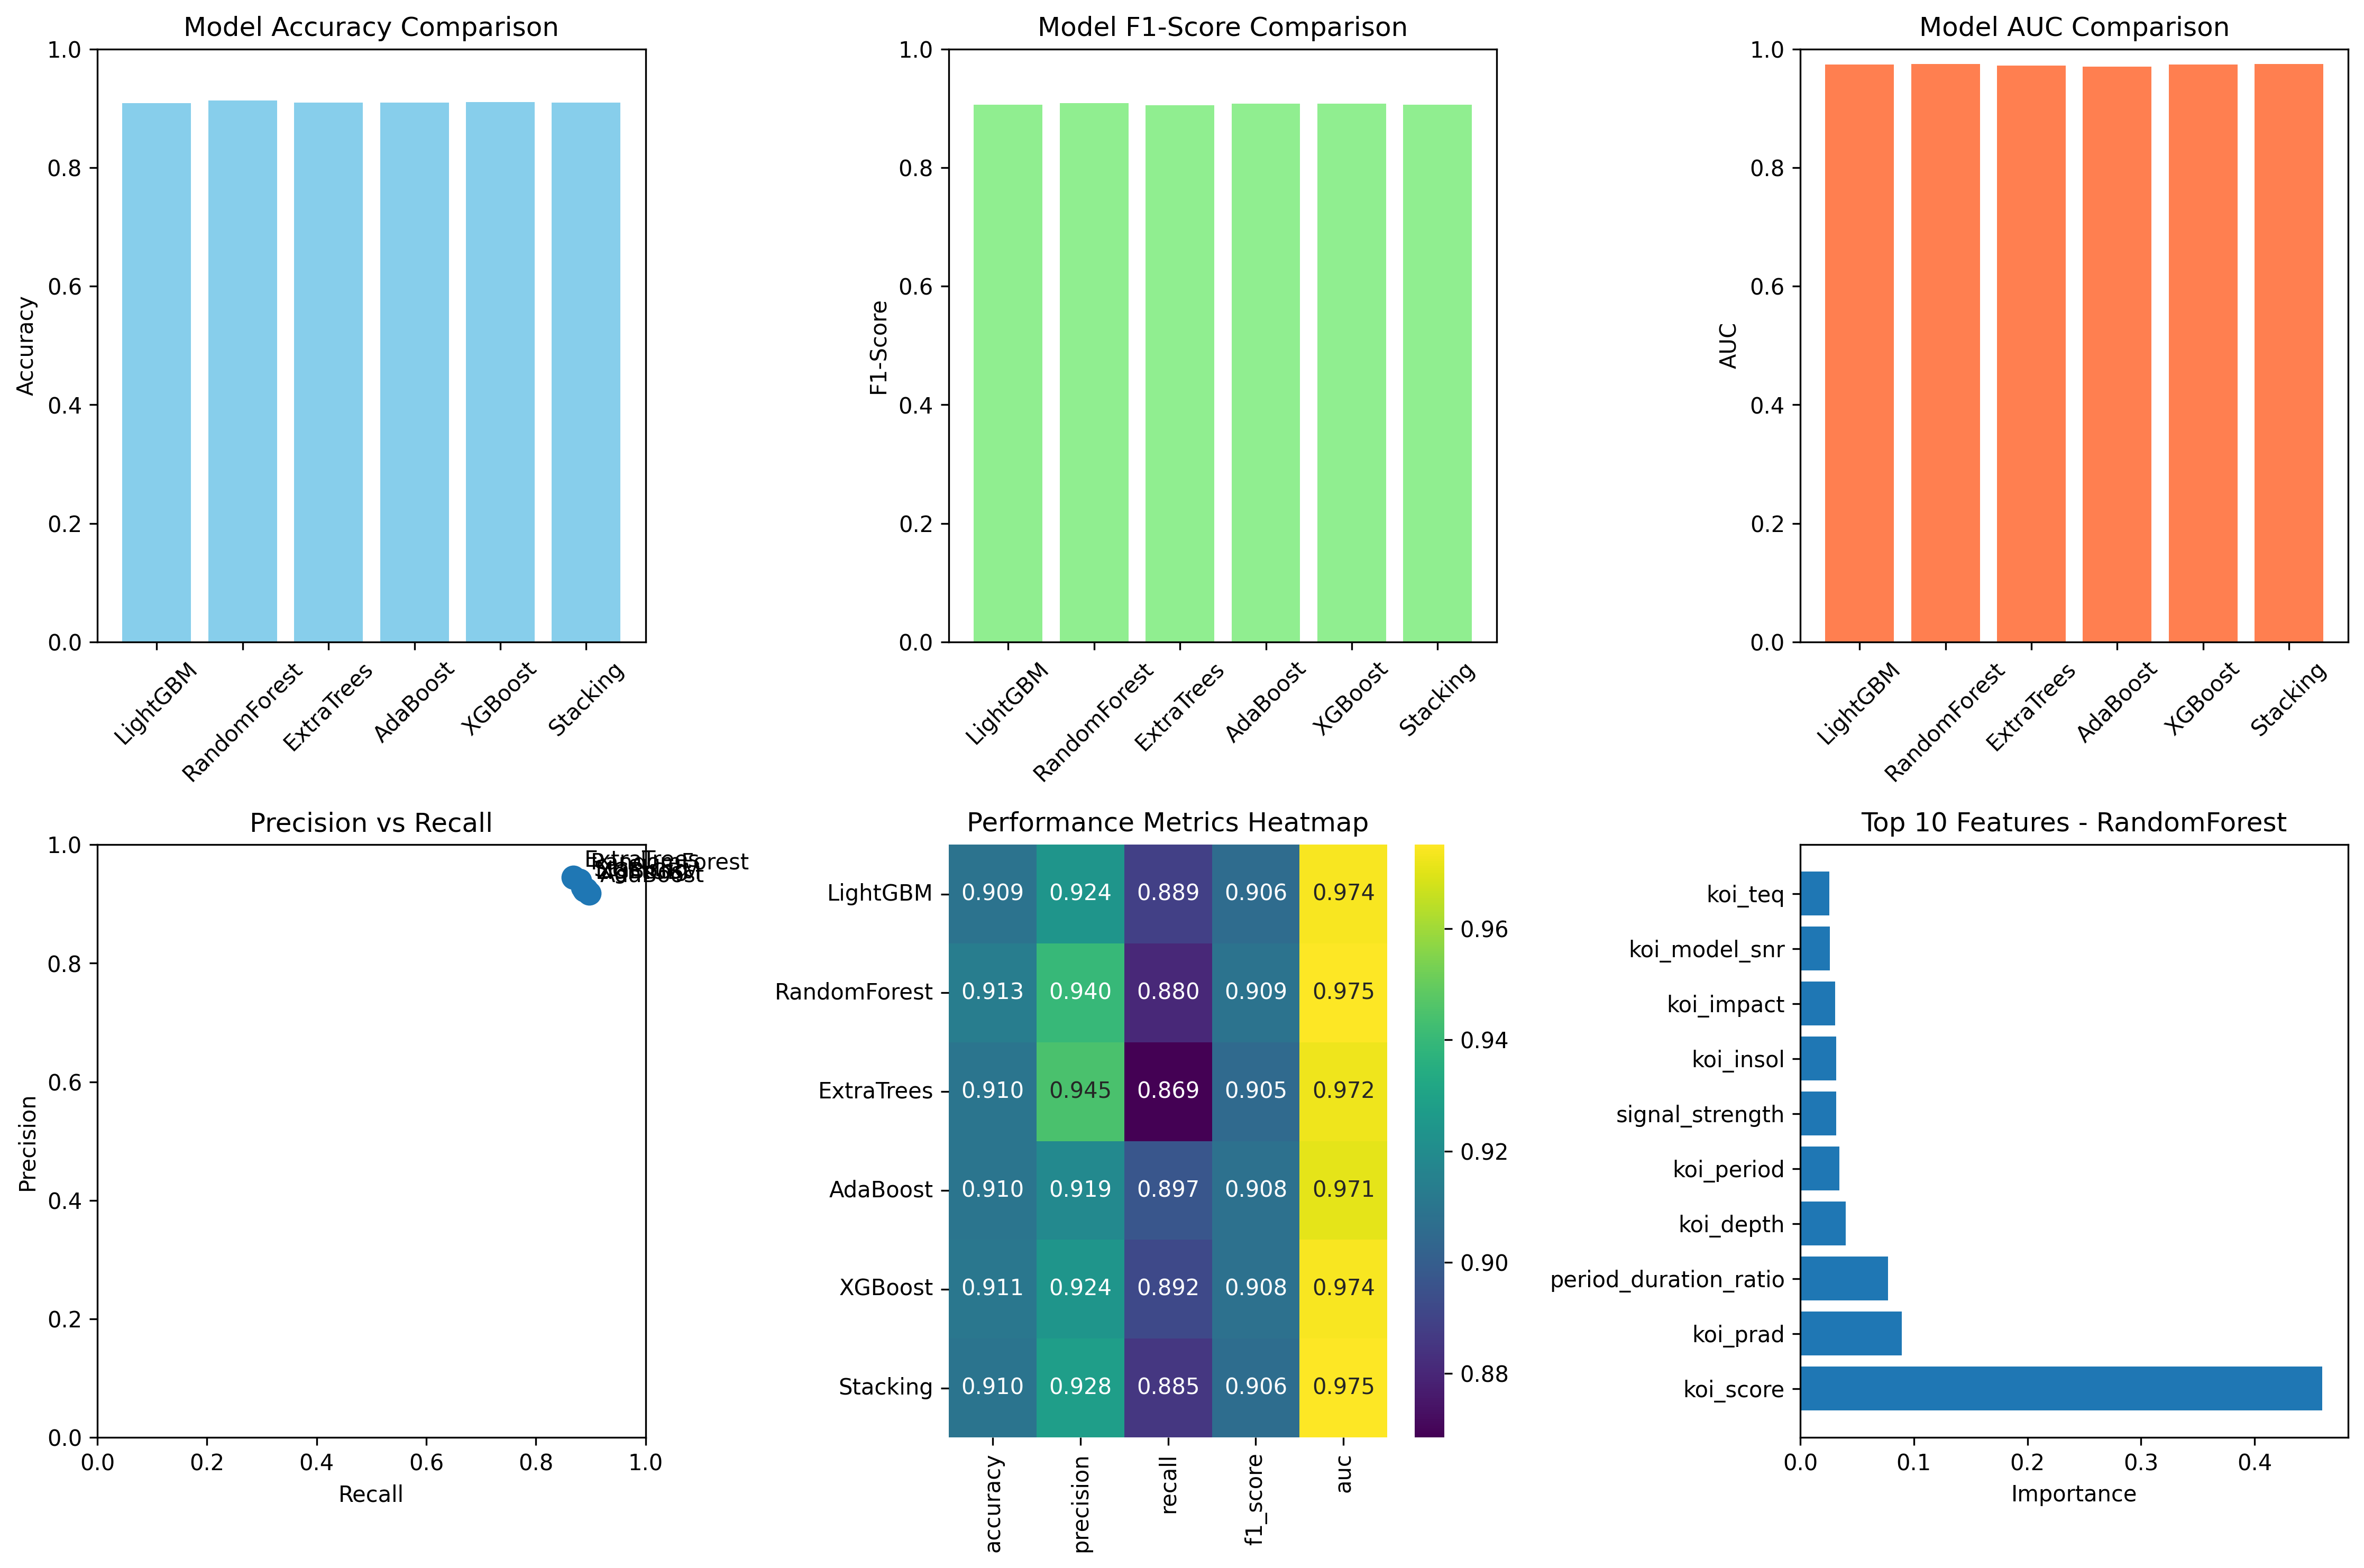 Model Accuracy Comparison
1.0
0.8
0.6
0.4
0.2
0.0
Accuracy
LightGBM
RandomForest
ExtraTrees
AdaBoost
XGBoost
Stacking
Model F1-Score Comparison
1.0
0.8
0.6
0.4
0.2
0.0
F1-Score
LightGBM
RandomForest
ExtraTrees
AdaBoost
XGBoost
Stacking
Model AUC Comparison
1.0
0.8
0.6
0.4
0.2
0.0
AUC
LightGBM
RandomForest
ExtraTrees
AdaBoost
XGBoost
Stacking
Precision vs Recall
1.0
0.8
0.6
0.4
0.2
0.0
Precision
ExtraTrees
RandomForest
AdaBoost
0.0 0.2 0.4 0.6 0.8 1.0
Recall
Performance Metrics Heatmap
LightGBM 0.909 0.924 0.889 0.906 0.974
RandomForest 0.913 0.940 0.880 0.909 0.975
ExtraTrees 0.910 0.945 0.869 0.905 0.972
AdaBoost 0.910 0.919 0.897 0.908 0.971
XGBoost 0.911 0.924 0.892 0.908 0.974
Stacking 0.910 0.928 0.885 0.906 0.975
accuracy
precision
recall
f1_score
auc
0.96
0.94
0.92
0.90
0.88
Top 10 Features - RandomForest
koi_teq
koi_model_snr
koi_impact
koi_insol
signal_strength
koi_period
koi_depth
period_duration_ratio
koi_prad
koi_score
0.0 0.1 0.2 0.3 0.4
Importance